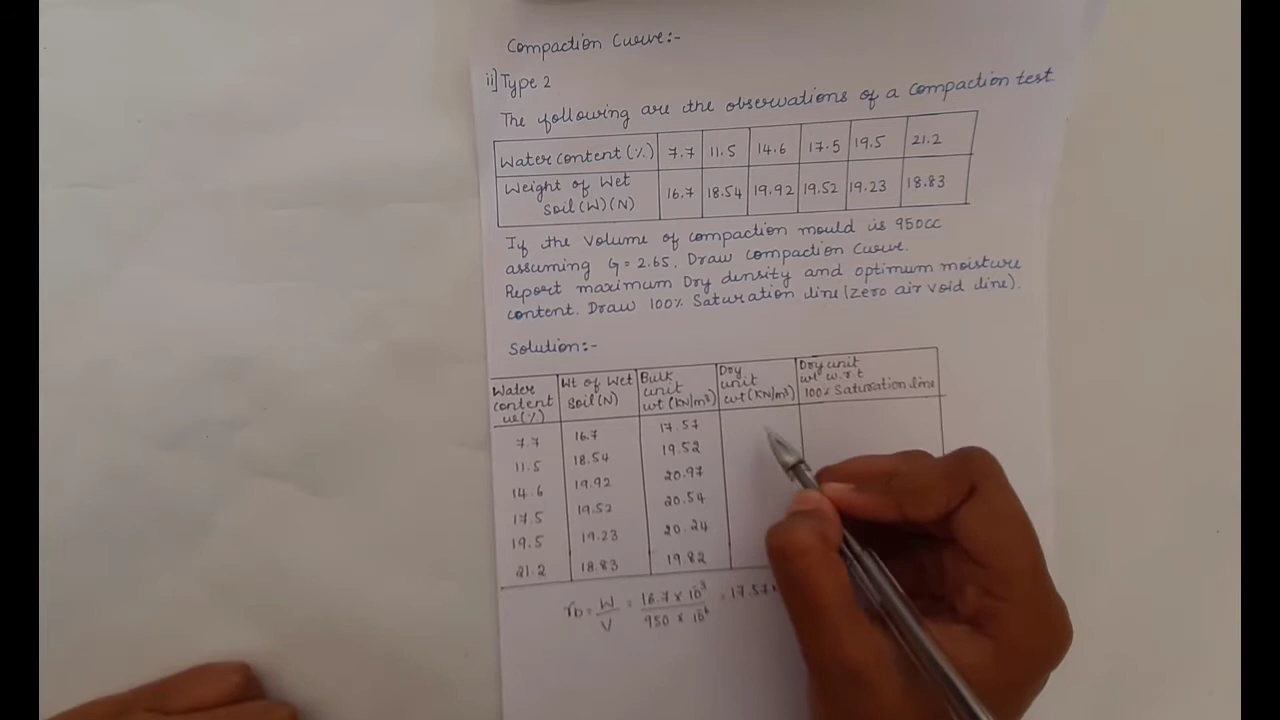 Compaction Curve:-
ii] Type 2
The following are the observations of a compaction test.
Water content (%) 7.7 11.5 14.6 17.5 19.5 21.2
Weight of Wet
Soil (W) (N) 16.7 18.54 19.92 19.52 19.23 18.83
If the Volume of compaction mould is 950cc
assuming G = 2.65. Draw compaction Curve.
Report maximum Dry density and optimum moisture
content. Draw 100% Saturation line (Zero air void line).
Solution:-
Water
content
w(%)
Wt of Wet
Soil (N)
Bulk
unit
wt (KN/m³)
Dry
unit
wt (KN/m³)
Dry unit
wt w.r.t
100% Saturation line
7.7 16.7 17.57
11.5 18.54 19.52
14.6 19.92 20.97
17.5 19.52 20.54
19.5 19.23 20.24
21.2 18.83 19.82
γb = W/V = 16.7 x 10⁻³ / 950 x 10⁻⁶ = 17.57